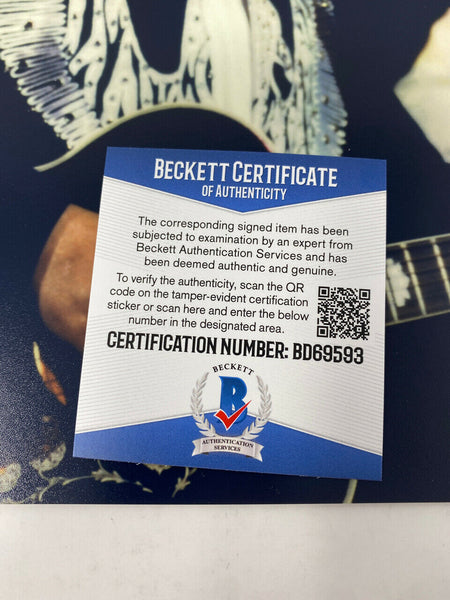 BECKETT CERTIFICATE
OF AUTHENTICITY
The corresponding signed item has been
subjected to examination by an expert from
Beckett Authentication Services and has
been deemed authentic and genuine.
To verify the authenticity, scan the QR
code on the tamper-evident certification
sticker or scan here and enter the below
number in the designated area.
CERTIFICATION NUMBER: BD69593
BECKETT
B
AUTHENTICATION
SERVICES